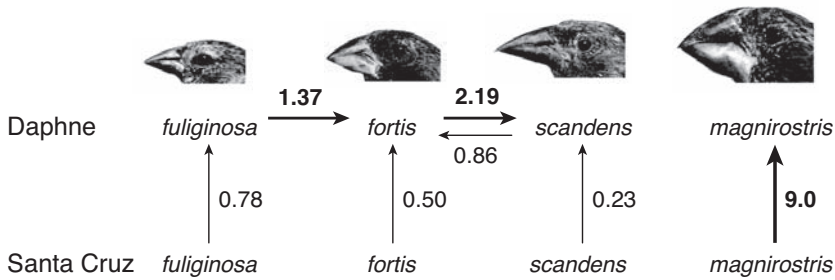 1.37 2.19
Daphne fuliginosa fortis scandens magnirostris
0.86
0.78 0.50 0.23 9.0
Santa Cruz fuliginosa fortis scandens magnirostris